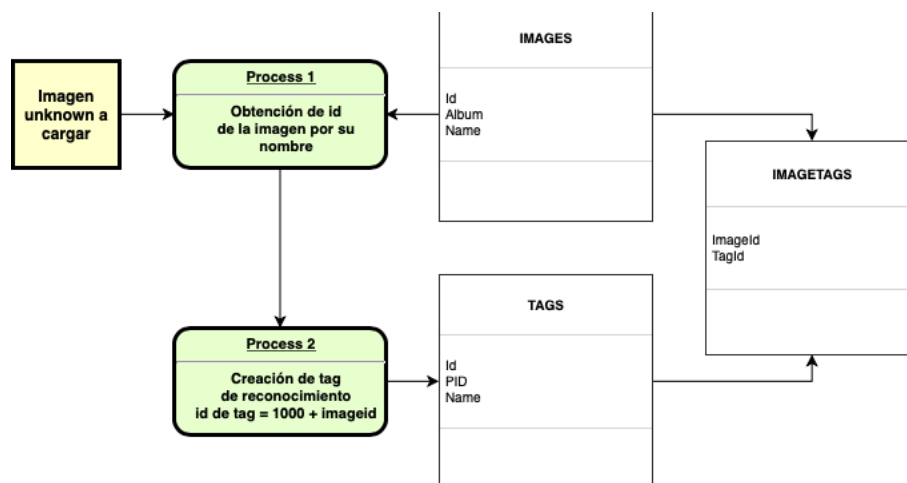 Imagen
unknown a
cargar
Process 1
Obtención de id
de la imagen por su
nombre
IMAGES
Id
Album
Name
IMAGETAGS
ImageId
TagId
Process 2
Creación de tag
de reconocimiento
id de tag = 1000 + imageid
TAGS
Id
PID
Name